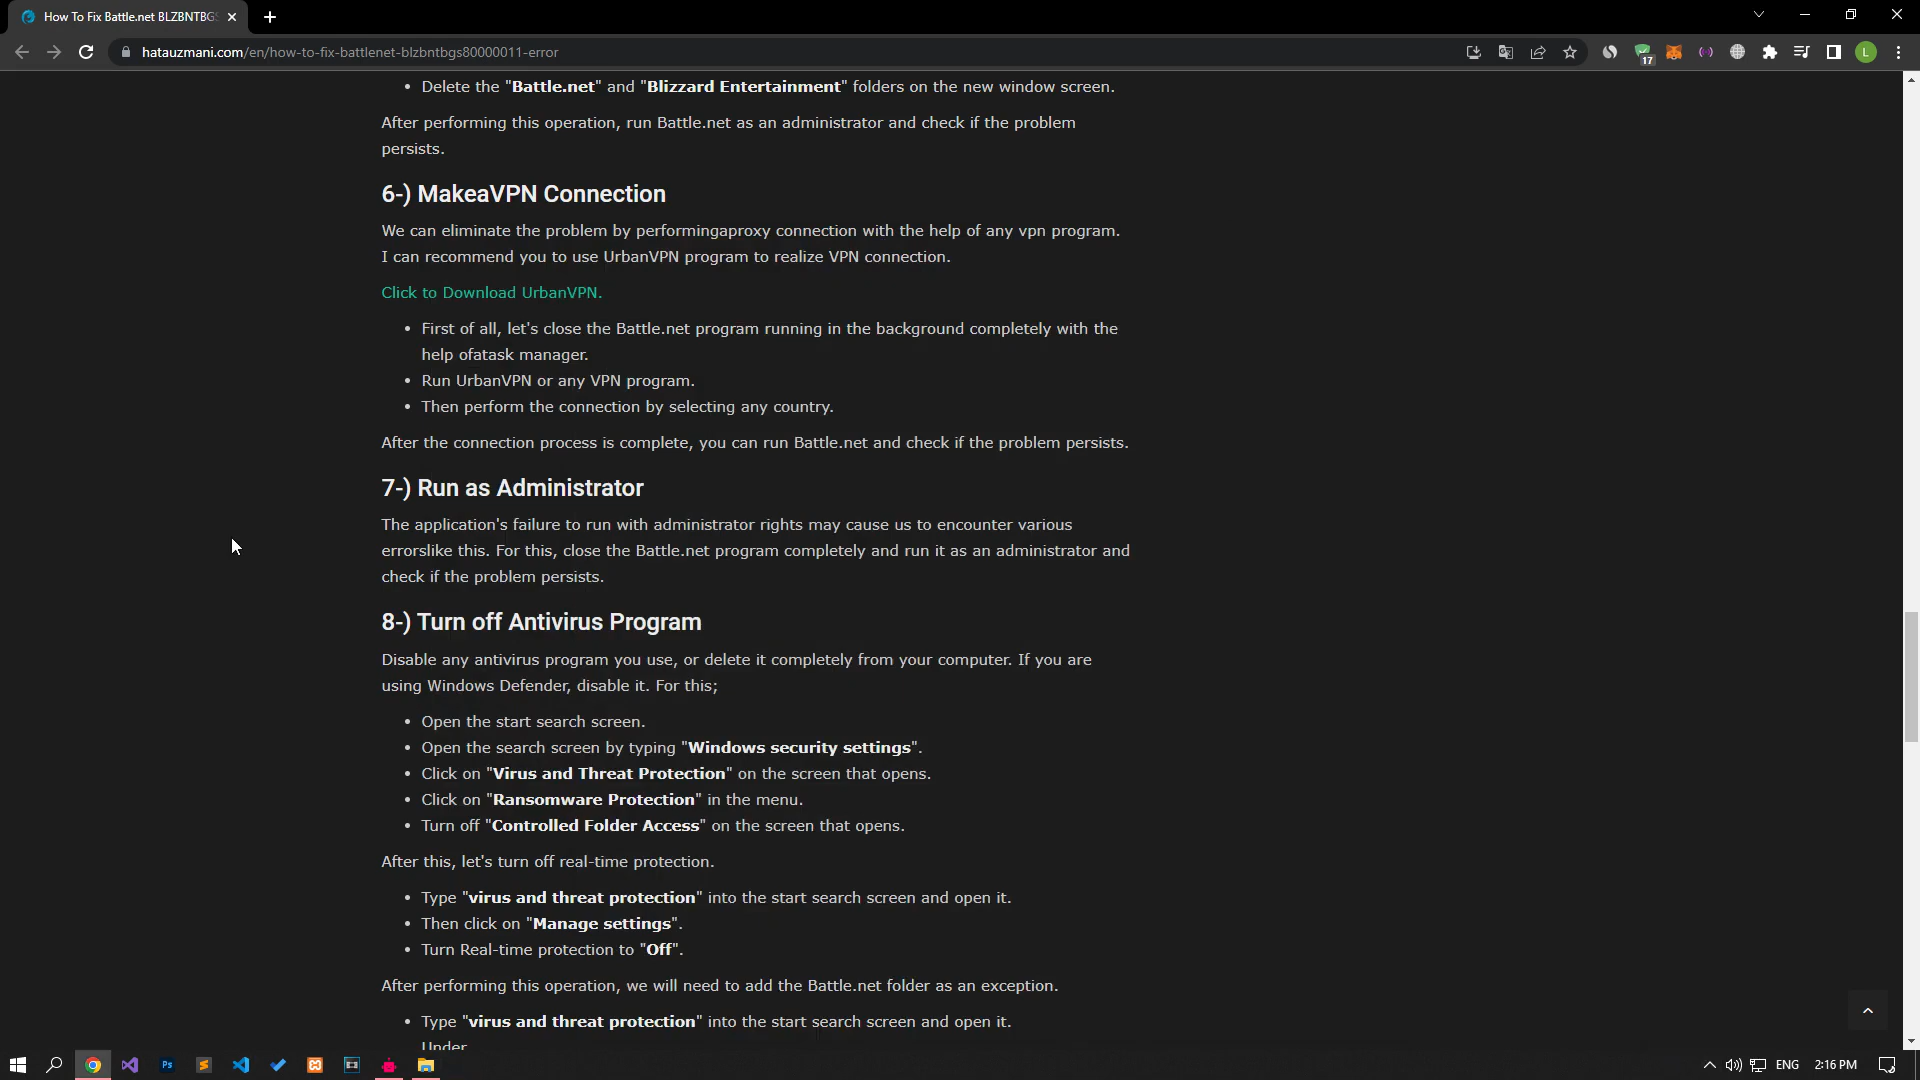 How To Fix Battle.net BLZBNTBGS
hatauzmani.com/en/how-to-fix-battlenet-blzbntbgs80000011-error
17
L
• Delete the "Battle.net" and "Blizzard Entertainment" folders on the new window screen.
After performing this operation, run Battle.net as an administrator and check if the problem
persists.
6-) MakeaVPN Connection
We can eliminate the problem by performingaproxy connection with the help of any vpn program.
I can recommend you to use UrbanVPN program to realize VPN connection.
Click to Download UrbanVPN.
• First of all, let's close the Battle.net program running in the background completely with the
help ofatask manager.
• Run UrbanVPN or any VPN program.
• Then perform the connection by selecting any country.
After the connection process is complete, you can run Battle.net and check if the problem persists.
7-) Run as Administrator
The application's failure to run with administrator rights may cause us to encounter various
errorslike this. For this, close the Battle.net program completely and run it as an administrator and
check if the problem persists.
8-) Turn off Antivirus Program
Disable any antivirus program you use, or delete it completely from your computer. If you are
using Windows Defender, disable it. For this;
• Open the start search screen.
• Open the search screen by typing "Windows security settings".
• Click on "Virus and Threat Protection" on the screen that opens.
• Click on "Ransomware Protection" in the menu.
• Turn off "Controlled Folder Access" on the screen that opens.
After this, let's turn off real-time protection.
• Type "virus and threat protection" into the start search screen and open it.
• Then click on "Manage settings".
• Turn Real-time protection to "Off".
After performing this operation, we will need to add the Battle.net folder as an exception.
• Type "virus and threat protection" into the start search screen and open it.
Under
Ps
ENG
2:16 PM